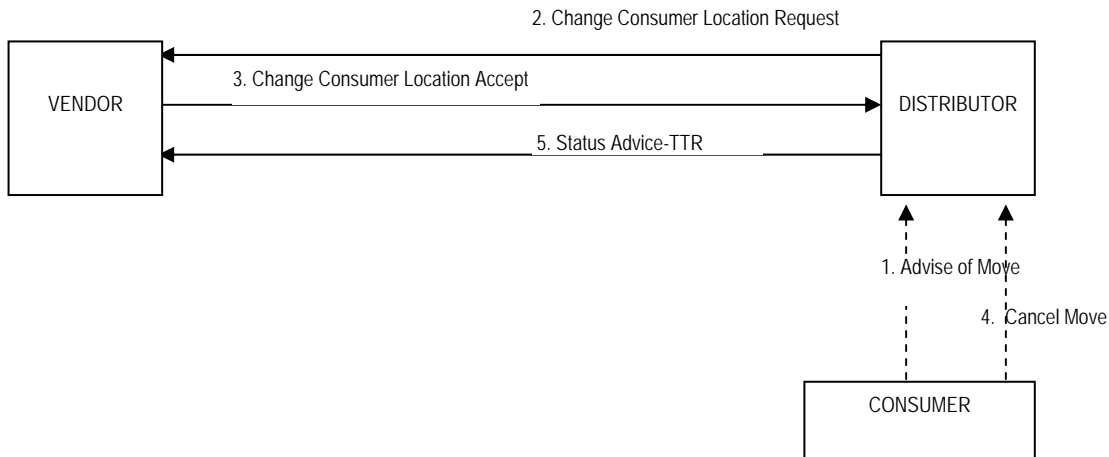 2. Change Consumer Location Request
3. Change Consumer Location Accept
VENDOR
DISTRIBUTOR
5. Status Advice-TTR
1. Advise of Move
4. Cancel Move
CONSUMER